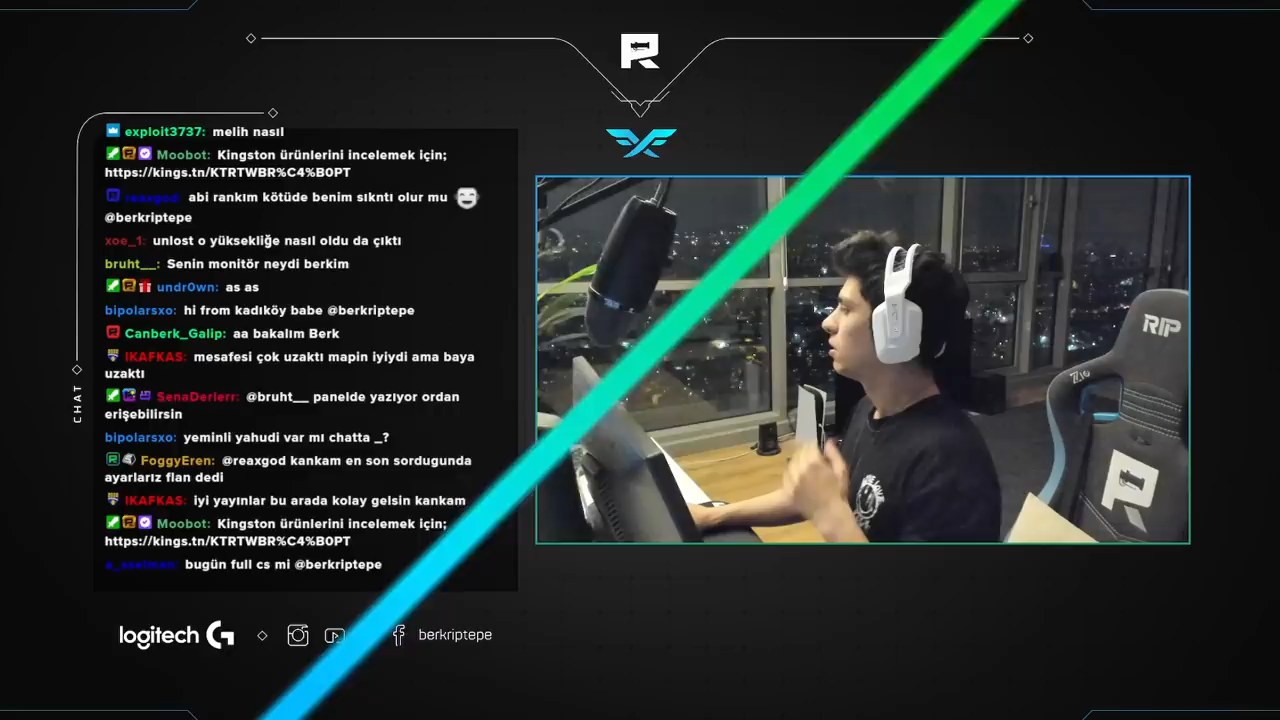 exploit3737: melih nasıl
Moobot: Kingston ürünlerini incelemek için;
https://kings.tn/KTRTWBR%C4%B0PT
reaxgod: abi rankım kötüde benim sıkntı olur mu
@berkriptepe
xoe_1: unlost o yüksekliğe nasıl oldu da çıktı
bruht__: Senin monitör neydi berkim
undr0wn: as as
bipolarsxo: hi from kadıköy babe @berkriptepe
Canberk_Galip: aa bakalım Berk
IKAFKAS: mesafesi çok uzaktı mapin iyiydi ama baya
uzaktı
SenaDerlerr: @bruht__ panelde yazıyor ordan
erişebilirsin
bipolarsxo: yeminli yahudi var mı chatta _?
FoggyEren: @reaxgod kankam en son sordugunda
ayarlarız flan dedi
IKAFKAS: iyi yayınlar bu arada kolay gelsin kankam
Moobot: Kingston ürünlerini incelemek için;
https://kings.tn/KTRTWBR%C4%B0PT
bugün full cs mi @berkriptepe
CHAT
logitech G
berkriptepe
RIP